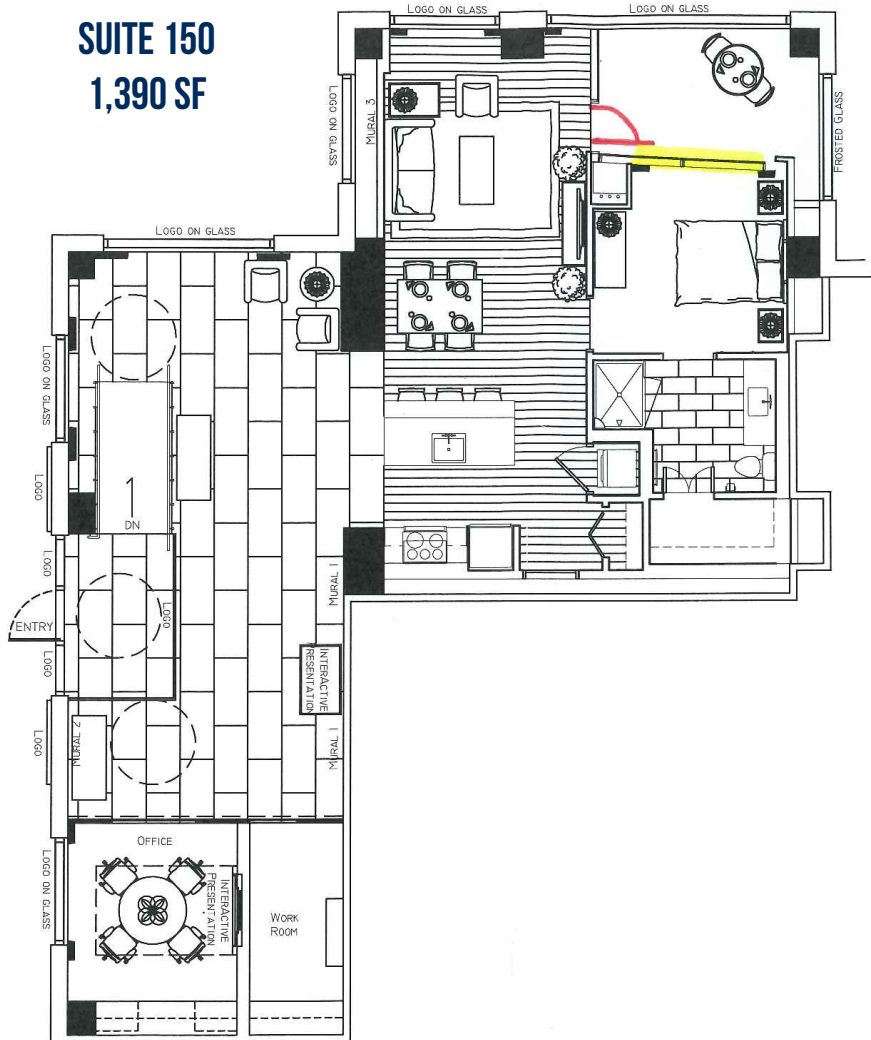 SUITE 150
1,390 SF
LOGO ON GLASS
LOGO ON GLASS
LOGO ON GLASS
MURAL 3
FROSTED GLASS
LOGO ON GLASS
LOGO ON GLASS
LOGO
DN
LOGO
MURAL 1
LOGO
ENTRY
LOGO
INTERACTIVE
PRESENTATION
MURAL 2
LOGO
MURAL 1
OFFICE
LOGO ON GLASS
INTERACTIVE
PRESENTATION
WORK
ROOM